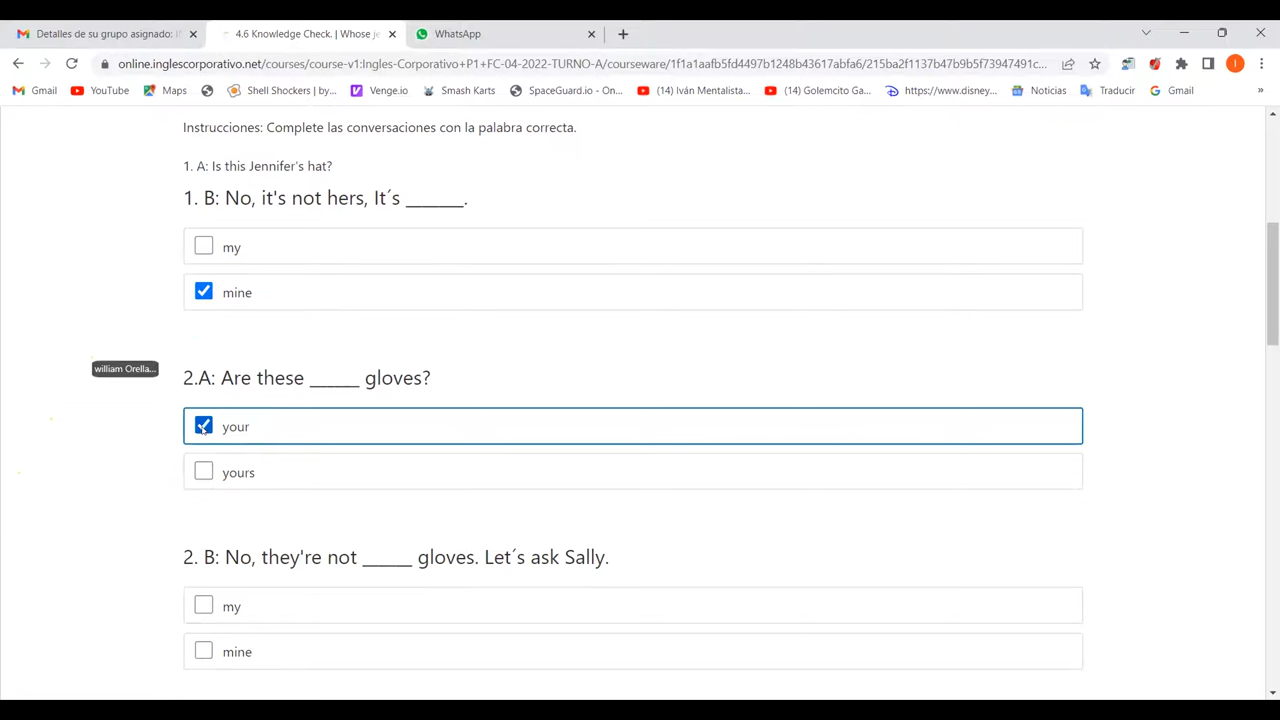 Detalles de su grupo asignado: I
4.6 Knowledge Check. | Whose je
WhatsApp
online.inglescorporativo.net/courses/course-v1:Ingles-Corporativo+P1+FC-04-2022-TURNO-A/courseware/1f1a1aafb5fd4497b1248b43617abfa6/215ba2f1137b47b9b5f73947491c...
Gmail YouTube Maps Shell Shockers | by... Venge.io Smash Karts SpaceGuard.io - On... (14) Iván Mentalista... (14) Golemcito Ga... https://www.disney... Noticias Traducir Gmail »
Instrucciones: Complete las conversaciones con la palabra correcta.
1. A: Is this Jennifer's hat?
1. B: No, it's not hers, It´s _______.
my
mine
william Orella...
2.A: Are these ______ gloves?
your
yours
2. B: No, they're not ______ gloves. Let´s ask Sally.
my
mine